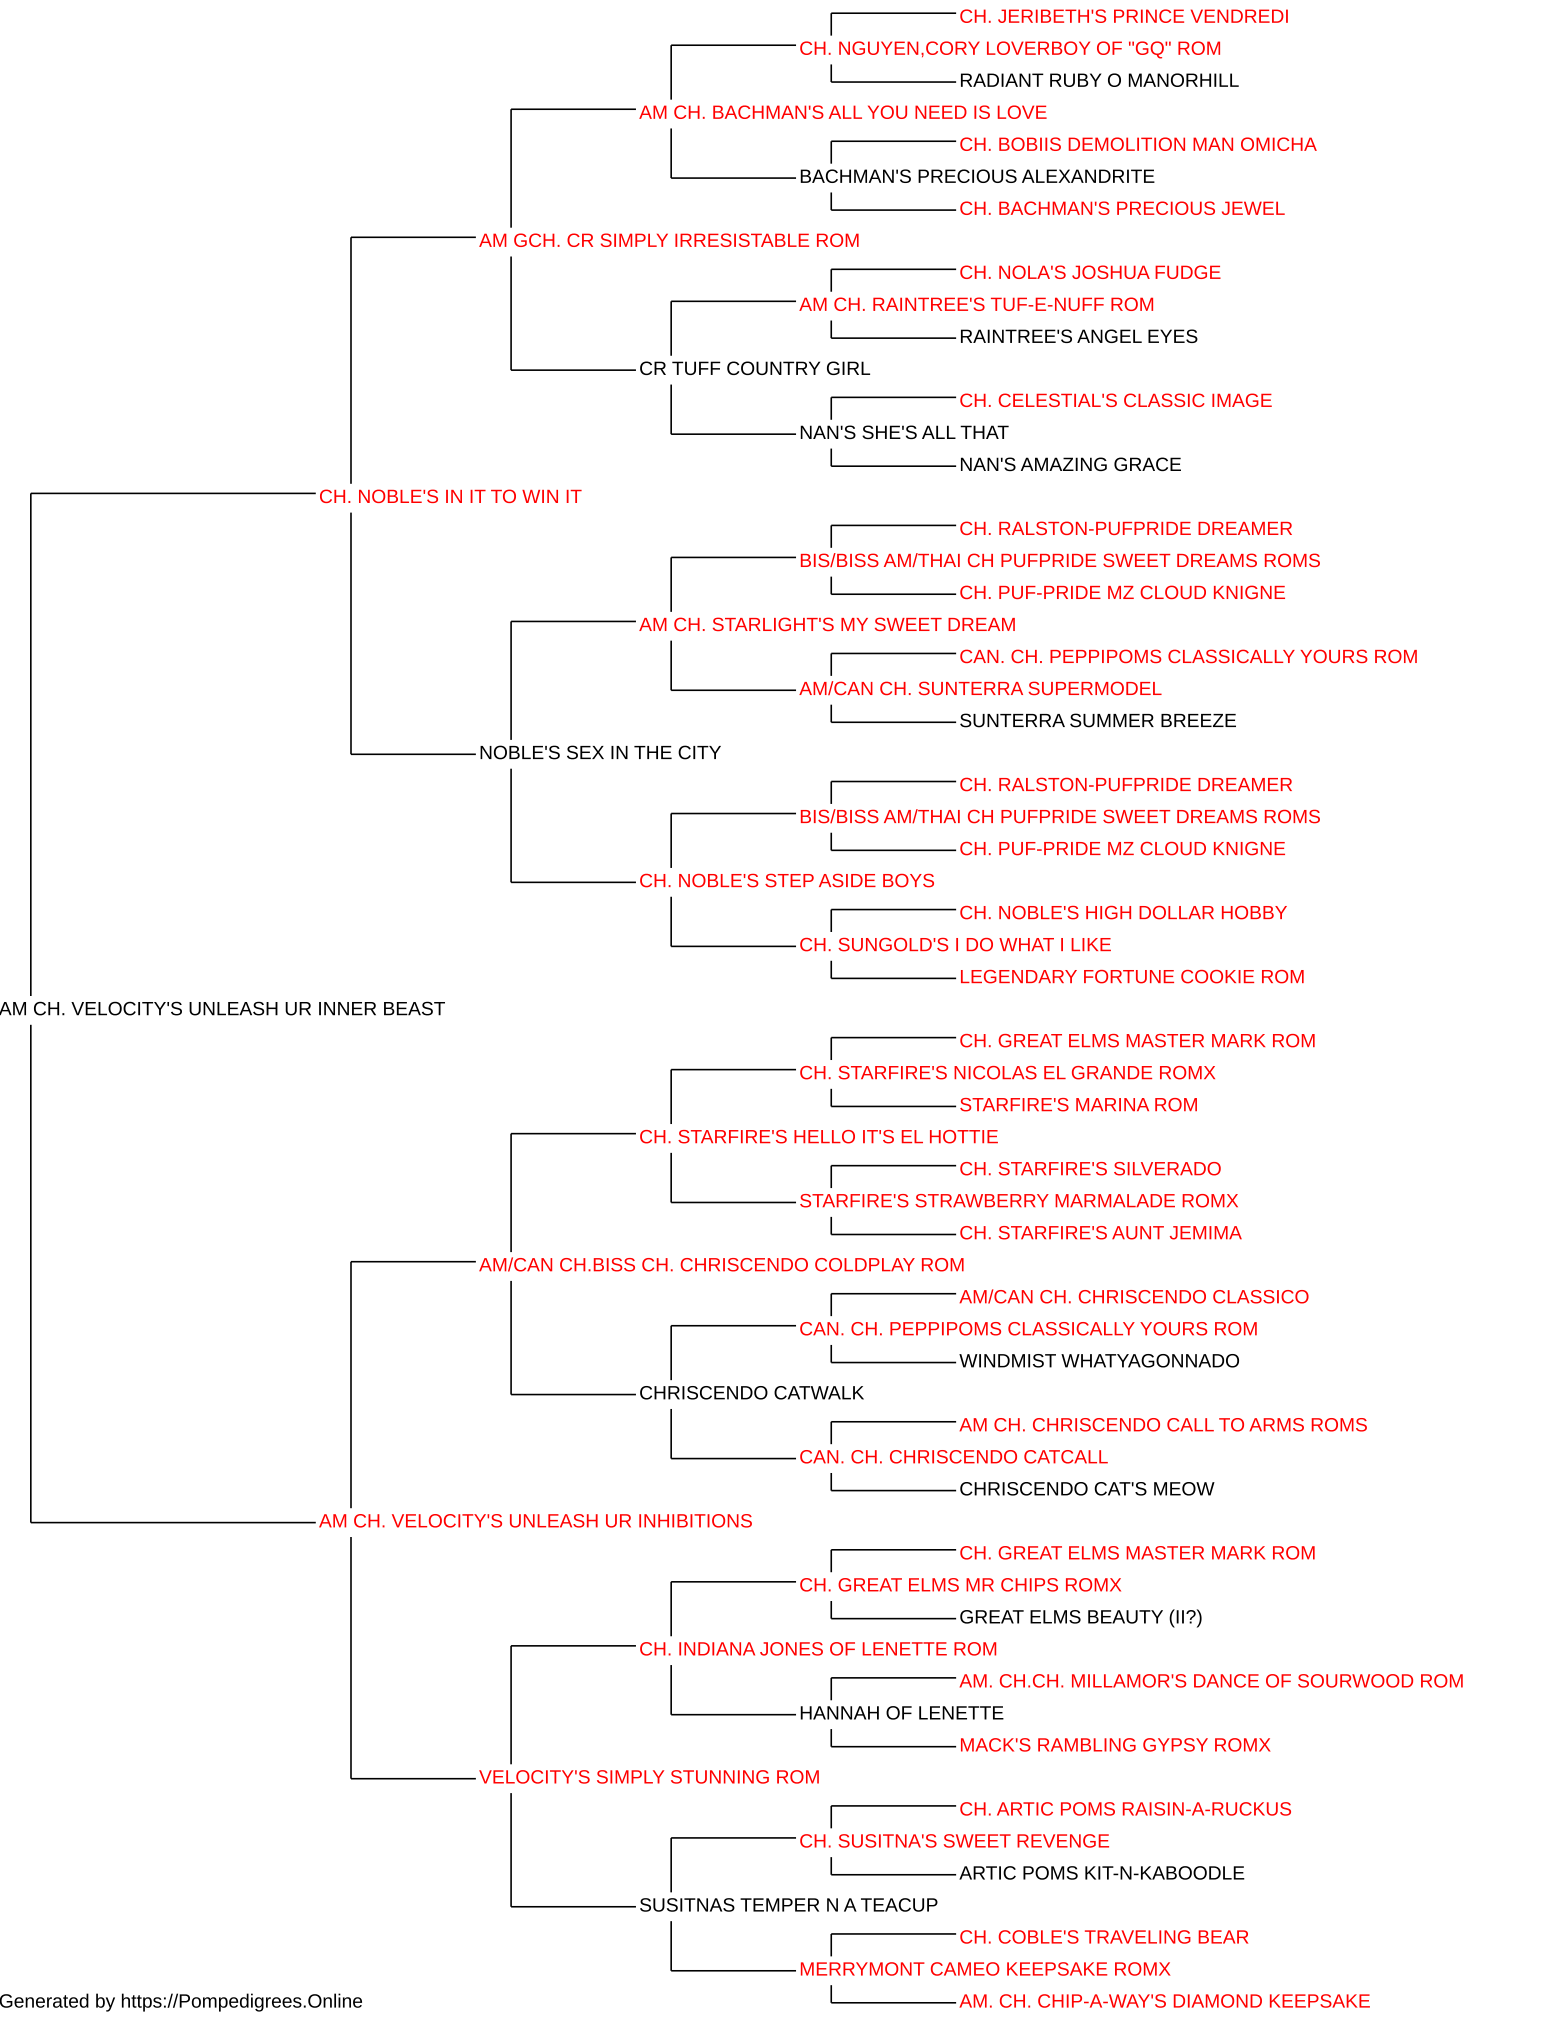 CH. JERIBETH'S PRINCE VENDREDI
CH. NGUYEN,CORY LOVERBOY OF "GQ" ROM
RADIANT RUBY O MANORHILL
AM CH. BACHMAN'S ALL YOU NEED IS LOVE
CH. BOBIIS DEMOLITION MAN OMICHA
BACHMAN'S PRECIOUS ALEXANDRITE
CH. BACHMAN'S PRECIOUS JEWEL
AM GCH. CR SIMPLY IRRESISTABLE ROM
CH. NOLA'S JOSHUA FUDGE
AM CH. RAINTREE'S TUF-E-NUFF ROM
RAINTREE'S ANGEL EYES
CR TUFF COUNTRY GIRL
CH. CELESTIAL'S CLASSIC IMAGE
NAN'S SHE'S ALL THAT
NAN'S AMAZING GRACE
CH. NOBLE'S IN IT TO WIN IT
CH. RALSTON-PUFPRIDE DREAMER
BIS/BISS AM/THAI CH PUFPRIDE SWEET DREAMS ROMS
CH. PUF-PRIDE MZ CLOUD KNIGNE
AM CH. STARLIGHT'S MY SWEET DREAM
CAN. CH. PEPPIPOMS CLASSICALLY YOURS ROM
AM/CAN CH. SUNTERRA SUPERMODEL
SUNTERRA SUMMER BREEZE
NOBLE'S SEX IN THE CITY
CH. RALSTON-PUFPRIDE DREAMER
BIS/BISS AM/THAI CH PUFPRIDE SWEET DREAMS ROMS
CH. PUF-PRIDE MZ CLOUD KNIGNE
CH. NOBLE'S STEP ASIDE BOYS
CH. NOBLE'S HIGH DOLLAR HOBBY
CH. SUNGOLD'S I DO WHAT I LIKE
LEGENDARY FORTUNE COOKIE ROM
AM CH. VELOCITY'S UNLEASH UR INNER BEAST
CH. GREAT ELMS MASTER MARK ROM
CH. STARFIRE'S NICOLAS EL GRANDE ROMX
STARFIRE'S MARINA ROM
CH. STARFIRE'S HELLO IT'S EL HOTTIE
CH. STARFIRE'S SILVERADO
STARFIRE'S STRAWBERRY MARMALADE ROMX
CH. STARFIRE'S AUNT JEMIMA
AM/CAN CH.BISS CH. CHRISCENDO COLDPLAY ROM
AM/CAN CH. CHRISCENDO CLASSICO
CAN. CH. PEPPIPOMS CLASSICALLY YOURS ROM
WINDMIST WHATYAGONNADO
CHRISCENDO CATWALK
AM CH. CHRISCENDO CALL TO ARMS ROMS
CAN. CH. CHRISCENDO CATCALL
CHRISCENDO CAT'S MEOW
AM CH. VELOCITY'S UNLEASH UR INHIBITIONS
CH. GREAT ELMS MASTER MARK ROM
CH. GREAT ELMS MR CHIPS ROMX
GREAT ELMS BEAUTY (II?)
CH. INDIANA JONES OF LENETTE ROM
AM. CH.CH. MILLAMOR'S DANCE OF SOURWOOD ROM
HANNAH OF LENETTE
MACK'S RAMBLING GYPSY ROMX
VELOCITY'S SIMPLY STUNNING ROM
CH. ARTIC POMS RAISIN-A-RUCKUS
CH. SUSITNA'S SWEET REVENGE
ARTIC POMS KIT-N-KABOODLE
SUSITNAS TEMPER N A TEACUP
CH. COBLE'S TRAVELING BEAR
MERRYMONT CAMEO KEEPSAKE ROMX
AM. CH. CHIP-A-WAY'S DIAMOND KEEPSAKE
Generated by https://Pompedigrees.Online